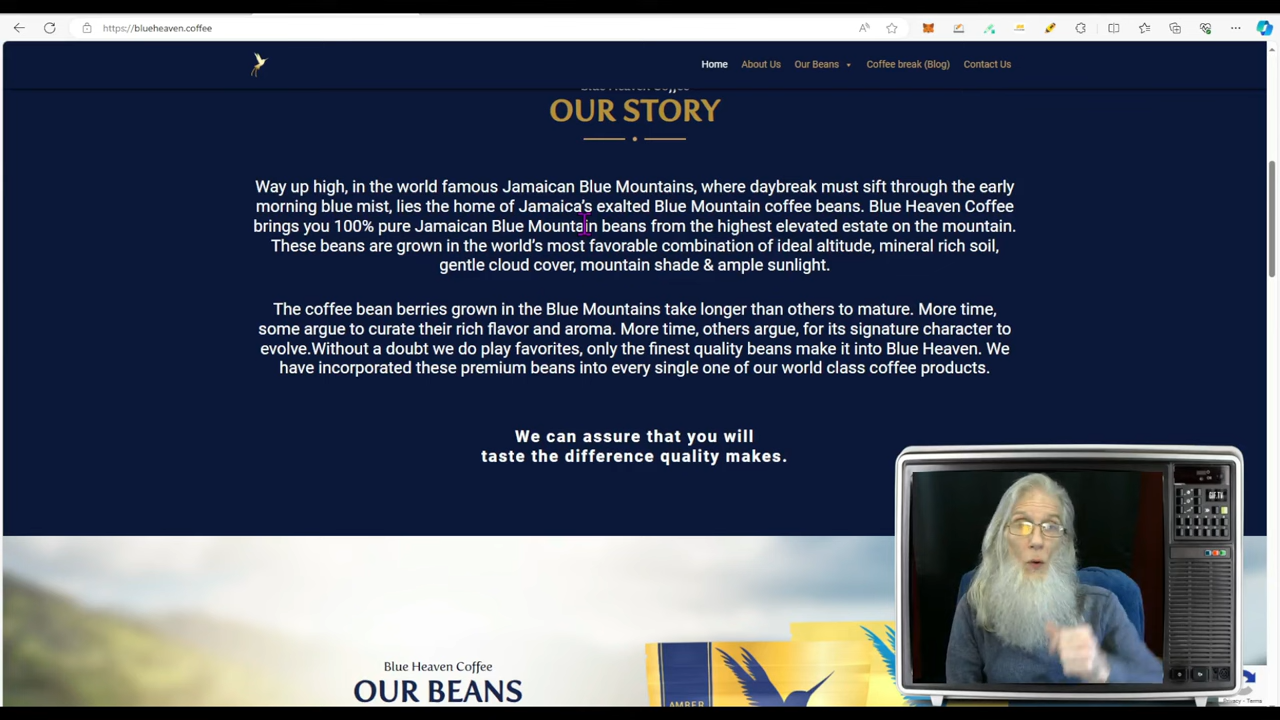 https://blueheaven.coffee
Home About Us Our Beans Coffee break (Blog) Contact Us
Blue Heaven Coffee
OUR STORY
Way up high, in the world famous Jamaican Blue Mountains, where daybreak must sift through the early
morning blue mist, lies the home of Jamaica's exalted Blue Mountain coffee beans. Blue Heaven Coffee
brings you 100% pure Jamaican Blue Mountain beans from the highest elevated estate on the mountain.
These beans are grown in the world's most favorable combination of ideal altitude, mineral rich soil,
gentle cloud cover, mountain shade & ample sunlight.
The coffee bean berries grown in the Blue Mountains take longer than others to mature. More time,
some argue to curate their rich flavor and aroma. More time, others argue, for its signature character to
evolve.Without a doubt we do play favorites, only the finest quality beans make it into Blue Heaven. We
have incorporated these premium beans into every single one of our world class coffee products.
We can assure that you will
taste the difference quality makes.
Blue Heaven Coffee
OUR BEANS
AMBER
Privacy - Terms